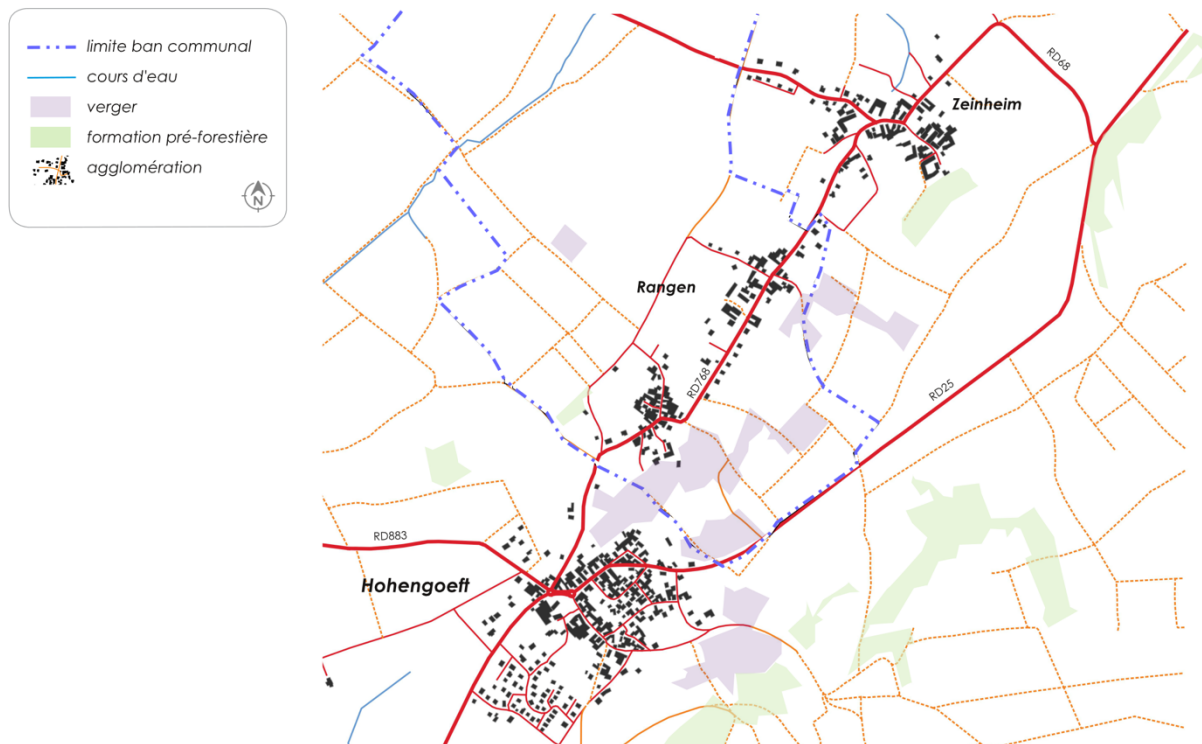 limite ban communal
cours d'eau
verger
formation pré-forestière
agglomération
N
RD68
Zeinheim
Rangen
RD768
RD25
RD883
Hohengoeft